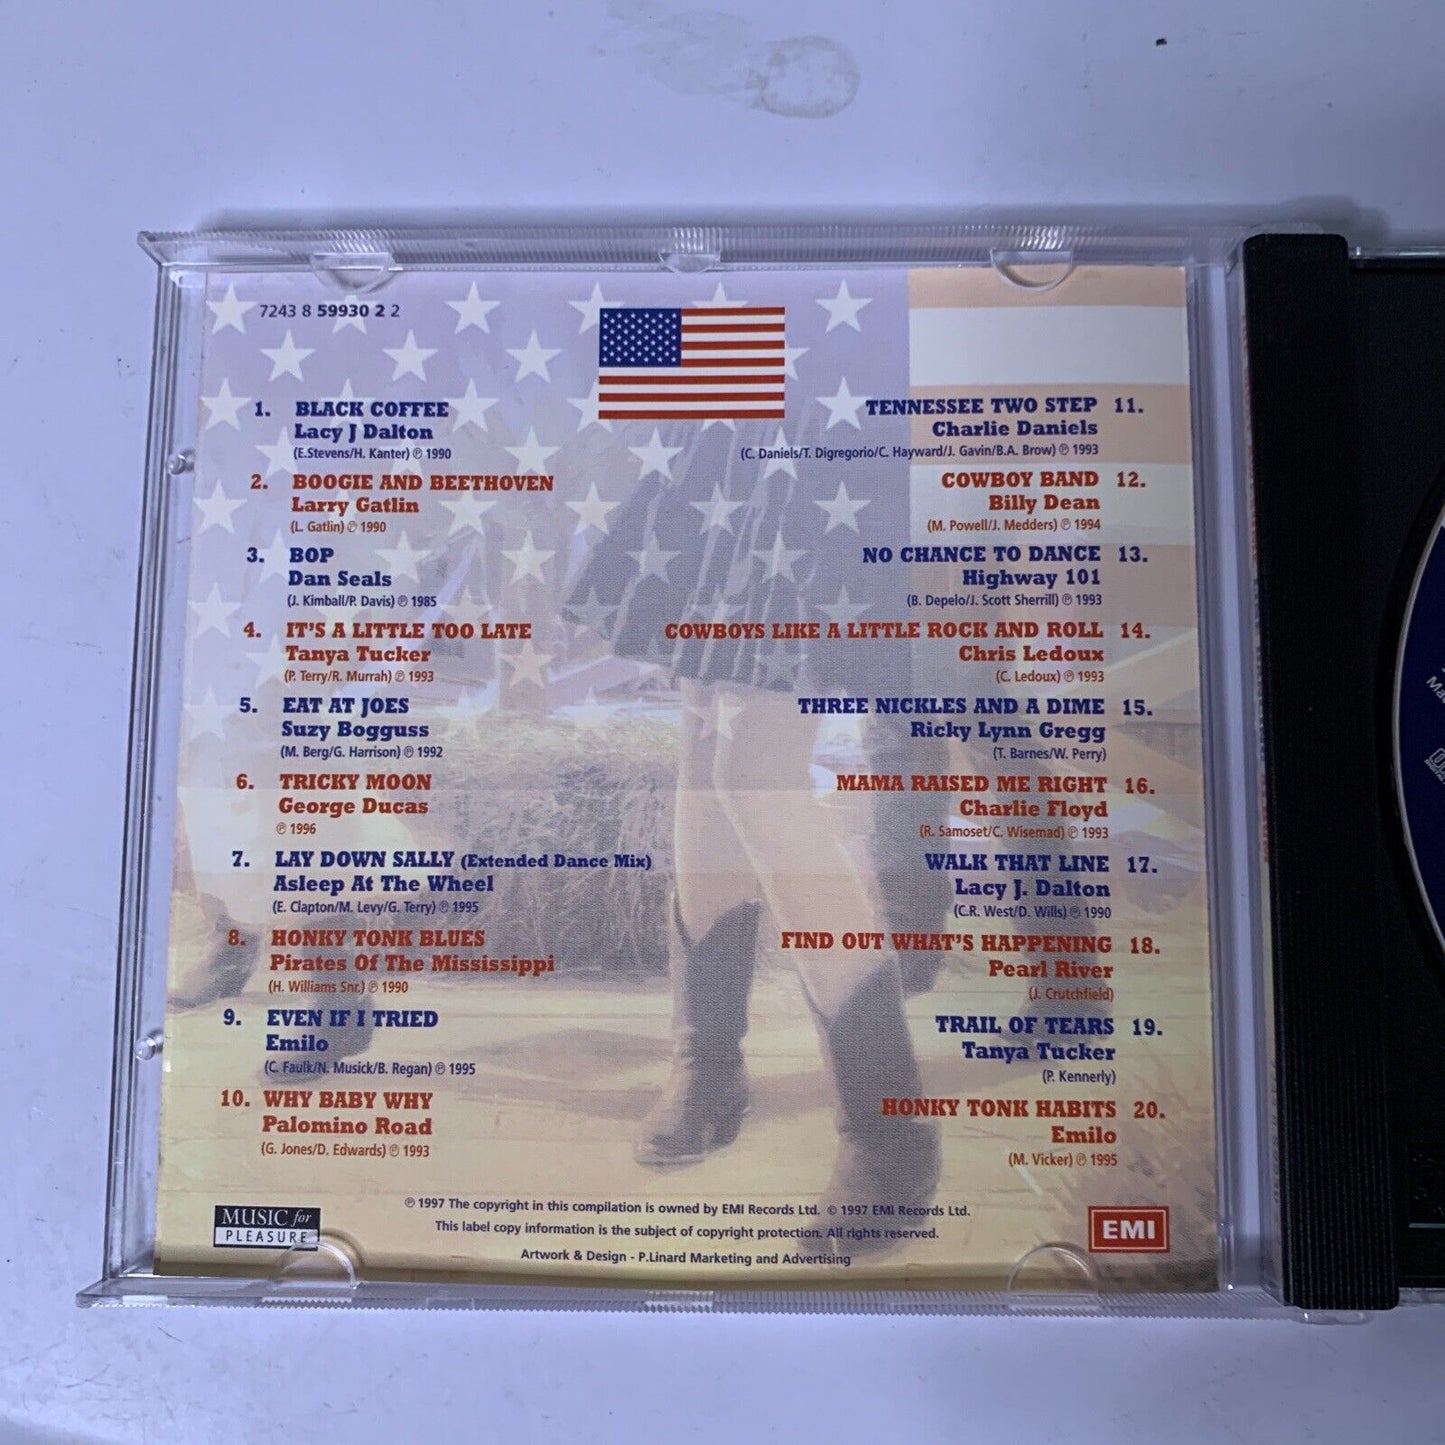 7243 8 59930 2 2
1. BLACK COFFEE
Lacy J Dalton
(E.Stevens/H. Kanter) ℗ 1990
2. BOOGIE AND BEETHOVEN
Larry Gatlin
(L. Gatlin) ℗ 1990
3. BOP
Dan Seals
(J. Kimball/P. Davis) ℗ 1985
4. IT'S A LITTLE TOO LATE
Tanya Tucker
(P. Terry/R. Murrah) ℗ 1993
5. EAT AT JOES
Suzy Bogguss
(M. Berg/G. Harrison) ℗ 1992
6. TRICKY MOON
George Ducas
℗ 1996
7. LAY DOWN SALLY (Extended Dance Mix)
Asleep At The Wheel
(E. Clapton/M. Levy/G. Terry) ℗ 1995
8. HONKY TONK BLUES
Pirates Of The Mississippi
(H. Williams Snr.) ℗ 1990
9. EVEN IF I TRIED
Emilo
(C. Faulk/N. Musick/B. Regan) ℗ 1995
10. WHY BABY WHY
Palomino Road
(G. Jones/D. Edwards) ℗ 1993
TENNESSEE TWO STEP 11.
Charlie Daniels
(C. Daniels/T. Digregorio/C. Hayward/J. Gavin/B.A. Brow) ℗ 1993
COWBOY BAND 12.
Billy Dean
(M. Powell/J. Medders) ℗ 1994
NO CHANCE TO DANCE 13.
Highway 101
(B. Depelo/J. Scott Sherrill) ℗ 1993
COWBOYS LIKE A LITTLE ROCK AND ROLL 14.
Chris Ledoux
(C. Ledoux) ℗ 1993
THREE NICKLES AND A DIME 15.
Ricky Lynn Gregg
(T. Barnes/W. Perry)
MAMA RAISED ME RIGHT 16.
Charlie Floyd
(R. Samoset/C. Wisemad) ℗ 1993
WALK THAT LINE 17.
Lacy J. Dalton
(C.R. West/D. Wills) ℗ 1990
FIND OUT WHAT'S HAPPENING 18.
Pearl River
(J. Crutchfield)
TRAIL OF TEARS 19.
Tanya Tucker
(P. Kennerly)
HONKY TONK HABITS 20.
Emilo
(M. Vicker) ℗ 1995
℗ 1997 The copyright in this compilation is owned by EMI Records Ltd. © 1997 EMI Records Ltd.
This label copy information is the subject of copyright protection. All rights reserved.
Artwork & Design - P.Linard Marketing and Advertising
MUSIC for
PLEASURE
EMI